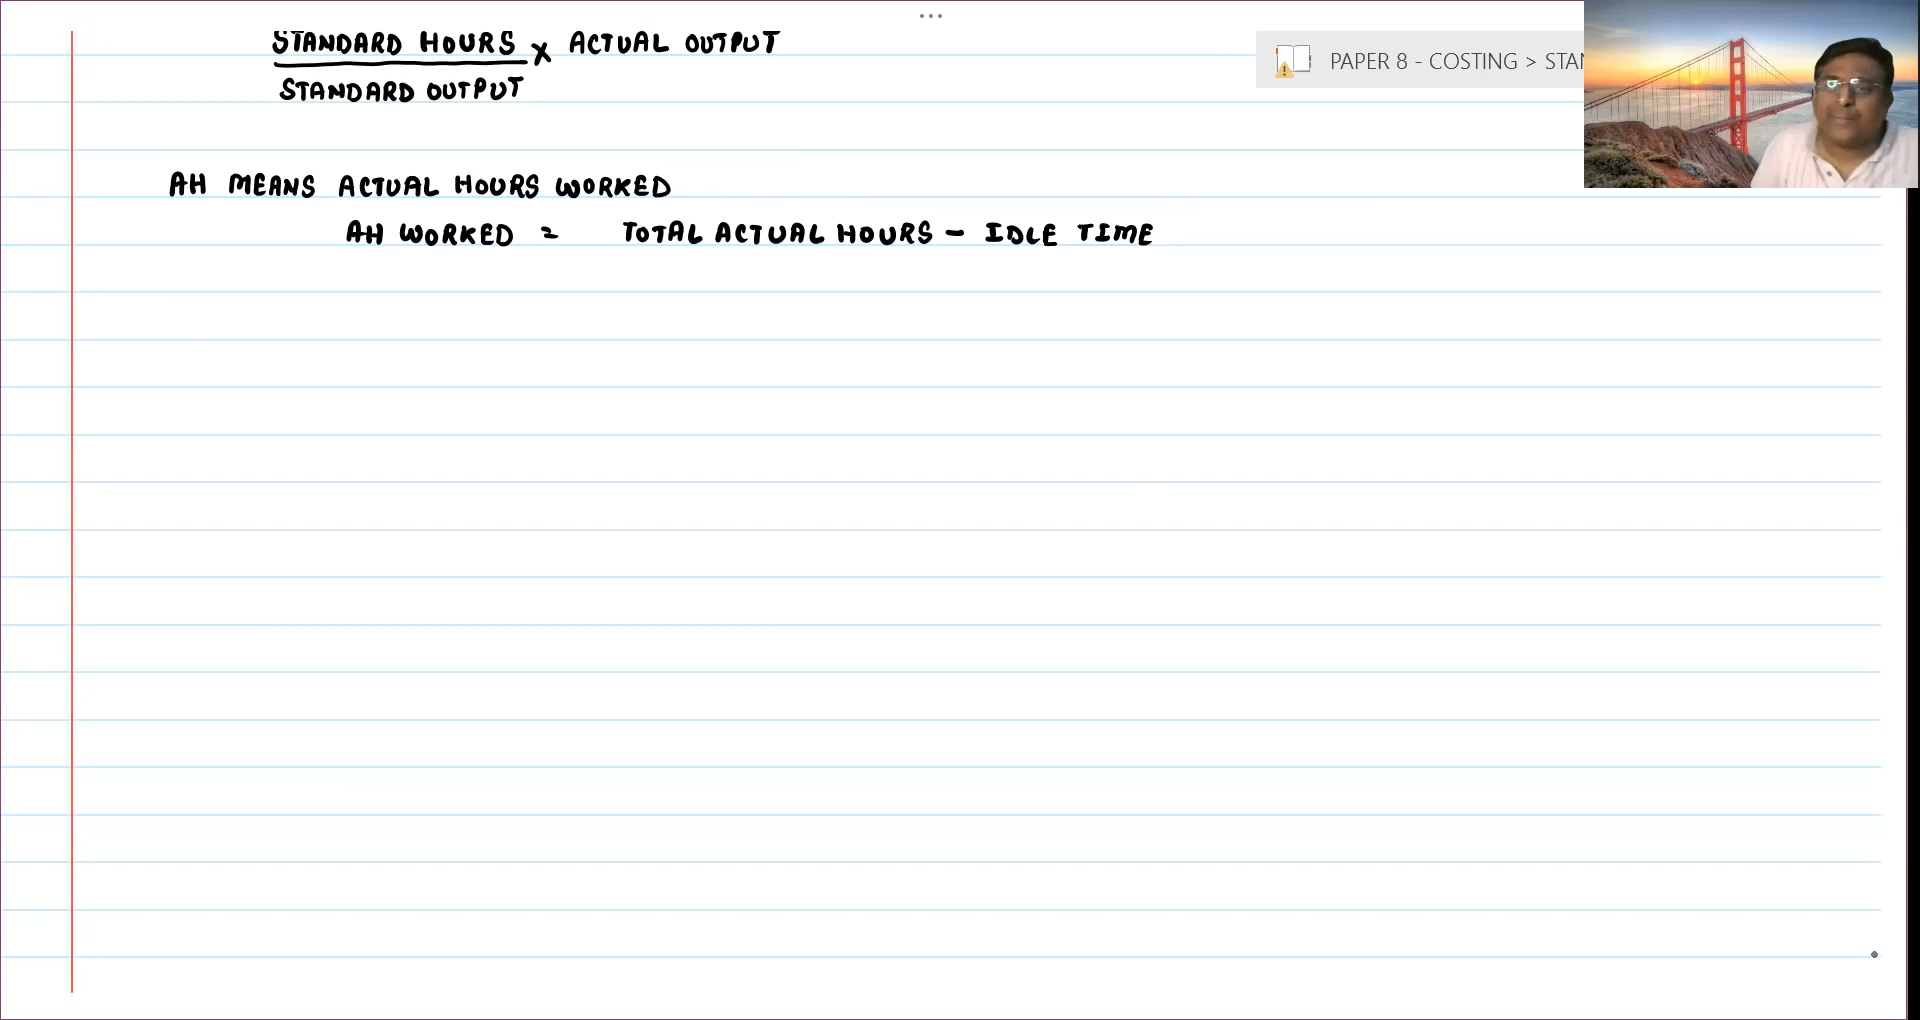 STANDARD HOURS x ACTUAL OUTPUT
STANDARD OUTPUT
PAPER 8 - COSTING > STAN
AH MEANS ACTUAL HOURS WORKED
AH WORKED = TOTAL ACTUAL HOURS - IDLE TIME